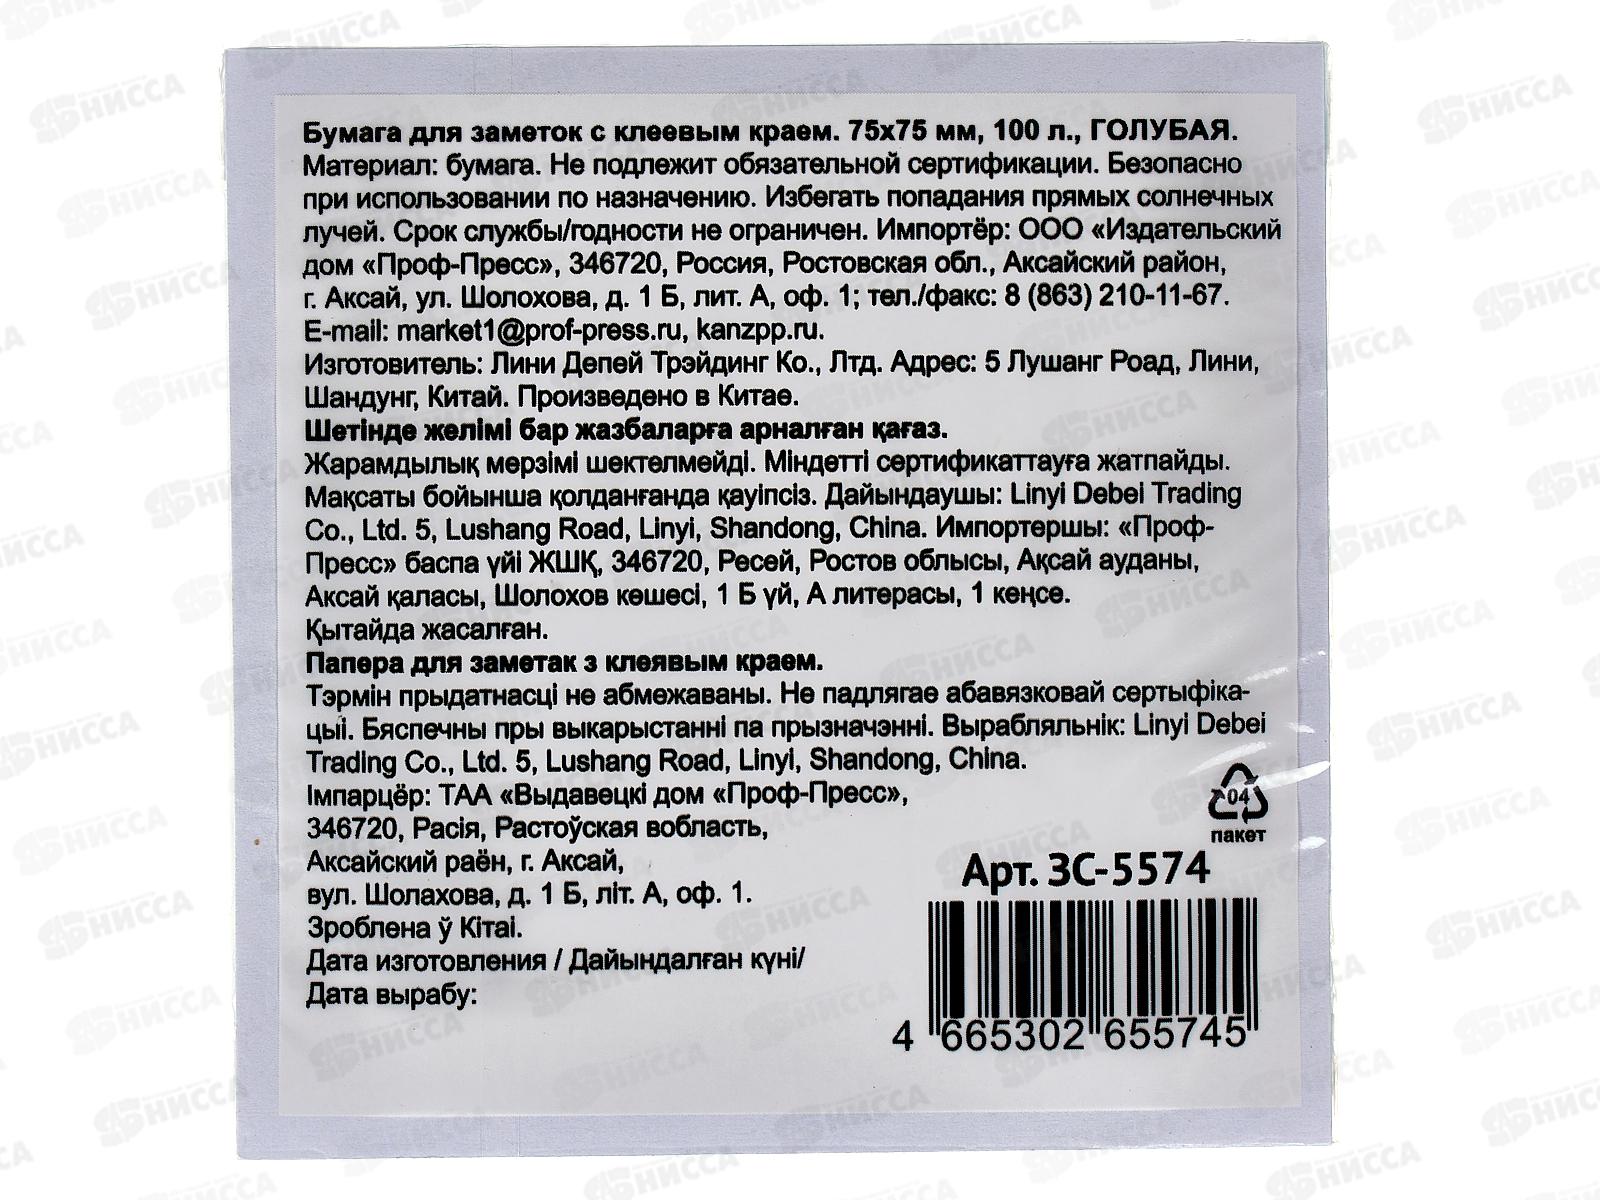 Бумага для заметок с клеевым краем. 75х75 мм, 100 л., ГОЛУБАЯ.
Материал: бумага. Не подлежит обязательной сертификации. Безопасно
при использовании по назначению. Избегать попадания прямых солнечных
лучей. Срок службы/годности не ограничен. Импортёр: ООО «Издательский
дом «Проф-Пресс», 346720, Россия, Ростовская обл., Аксайский район,
г. Аксай, ул. Шолохова, д. 1 Б, лит. А, оф. 1; тел./факс: 8 (863) 210-11-67.
E-mail: market1@prof-press.ru, kanzpp.ru.
Изготовитель: Лини Депей Трэйдинг Ко., Лтд. Адрес: 5 Лушанг Роад, Лини,
Шандунг, Китай. Произведено в Китае.
Шетінде желімі бар жазбаларға арналған қағаз.
Жарамдылық мерзімі шектелмейді. Міндетті сертификаттауға жатпайды.
Мақсаты бойынша қолданғанда қауіпсіз. Дайындаушы: Linyi Debei Trading
Co., Ltd. 5, Lushang Road, Linyi, Shandong, China. Импортершы: «Проф-
Пресс» баспа үйі ЖШҚ, 346720, Ресей, Ростов облысы, Ақсай ауданы,
Аксай қаласы, Шолохов көшесі, 1 Б үй, А литерасы, 1 кеңсе.
Қытайда жасалған.
Папера для заметак з клеявым краем.
Тэрмін прыдатнасці не абмежаваны. Не падлягае абавязковай сертыфіка-
цыі. Бяспечны пры выкарыстанні па прызначэнні. Вырабляльнік: Linyi Debei
Trading Co., Ltd. 5, Lushang Road, Linyi, Shandong, China.
Імпарцёр: ТАА «Выдавецкі дом «Проф-Пресс»,
346720, Расія, Растоўская вобласть,
Аксайский раён, г. Аксай,
вул. Шолахова, д. 1 Б, літ. А, оф. 1.
Зроблена ў Кітаі.
Дата изготовления / Дайындалған күні/
Дата вырабу:
04
пакет
Арт. ЗС-5574
4 665302 655745
НИССА